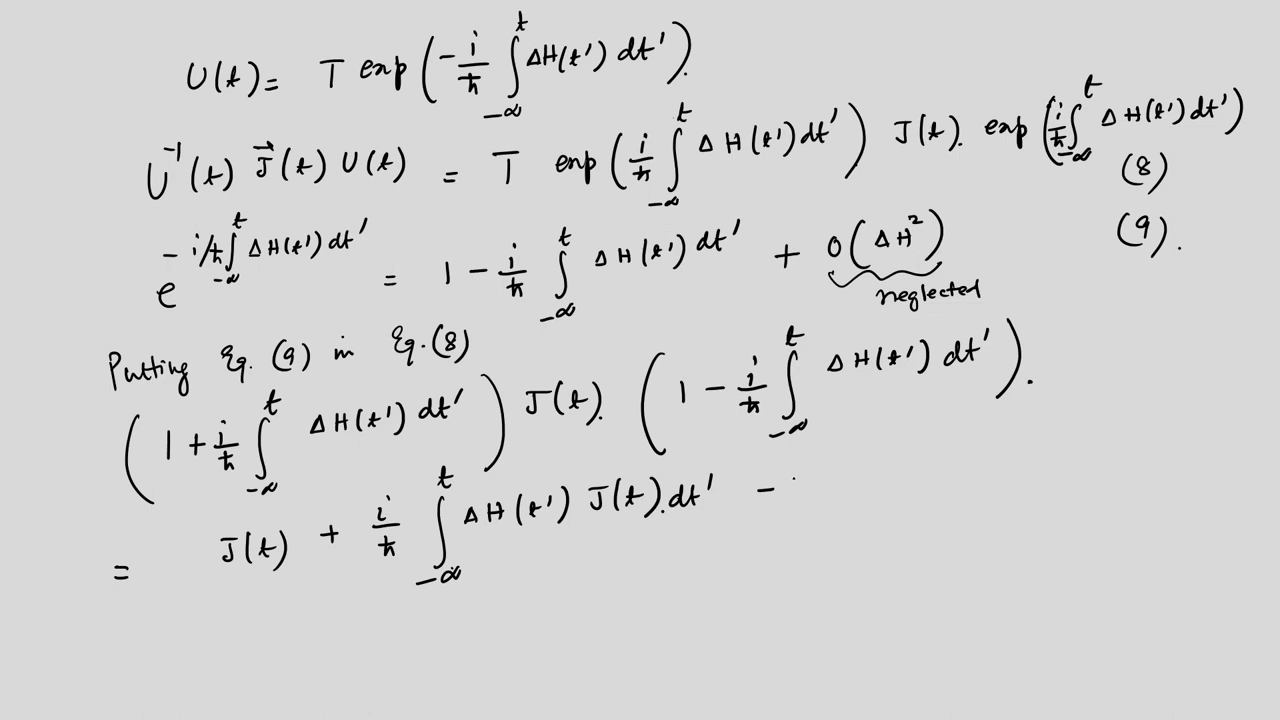 U(t) = T exp(-i/ħ ∫_{-∞}^{t} ΔH(t') dt').
U⁻¹(t) J⃗(t) U(t) = T exp(i/ħ ∫_{-∞}^{t} ΔH(t') dt') J(t). exp(i/ħ ∫_{-∞}^{t} ΔH(t') dt') (8)
e^{-i/ħ ∫_{-∞}^{t} ΔH(t') dt'} = 1 - i/ħ ∫_{-∞}^{t} ΔH(t') dt' + O(ΔH²) (9).
neglected
Putting Eq. (9) in Eq. (8)
(1 + i/ħ ∫_{-∞}^{t} ΔH(t') dt') J(t). (1 - i/ħ ∫_{-∞}^{t} ΔH(t') dt').
= J(t) + i/ħ ∫_{-∞}^{t} ΔH(t') J(t).dt' -